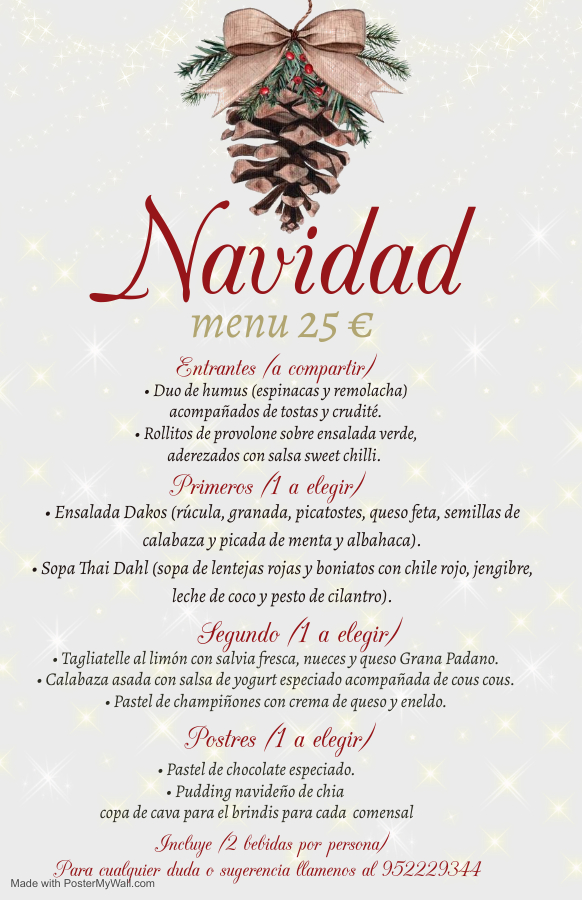 Navidad
menu 25 €
Entrantes (a compartir)
• Duo de humus (espinacas y remolacha)
acompañados de tostas y crudité.
• Rollitos de provolone sobre ensalada verde,
aderezados con salsa sweet chilli.
Primeros (1 a elegir)
• Ensalada Dakos (rúcula, granada, picatostes, queso feta, semillas de
calabaza y picada de menta y albahaca).
• Sopa Thai Dahl (sopa de lentejas rojas y boniatos con chile rojo, jengibre,
leche de coco y pesto de cilantro).
Segundo (1 a elegir)
• Tagliatelle al limón con salvia fresca, nueces y queso Grana Padano.
• Calabaza asada con salsa de yogurt especiado acompañada de cous cous.
• Pastel de champiñones con crema de queso y eneldo.
Postres (1 a elegir)
• Pastel de chocolate especiado.
• Pudding navideño de chia
copa de cava para el brindis para cada comensal
Incluye (2 bebidas por persona)
Para cualquier duda o sugerencia llamenos al 952229344
Made with PosterMyWall.com